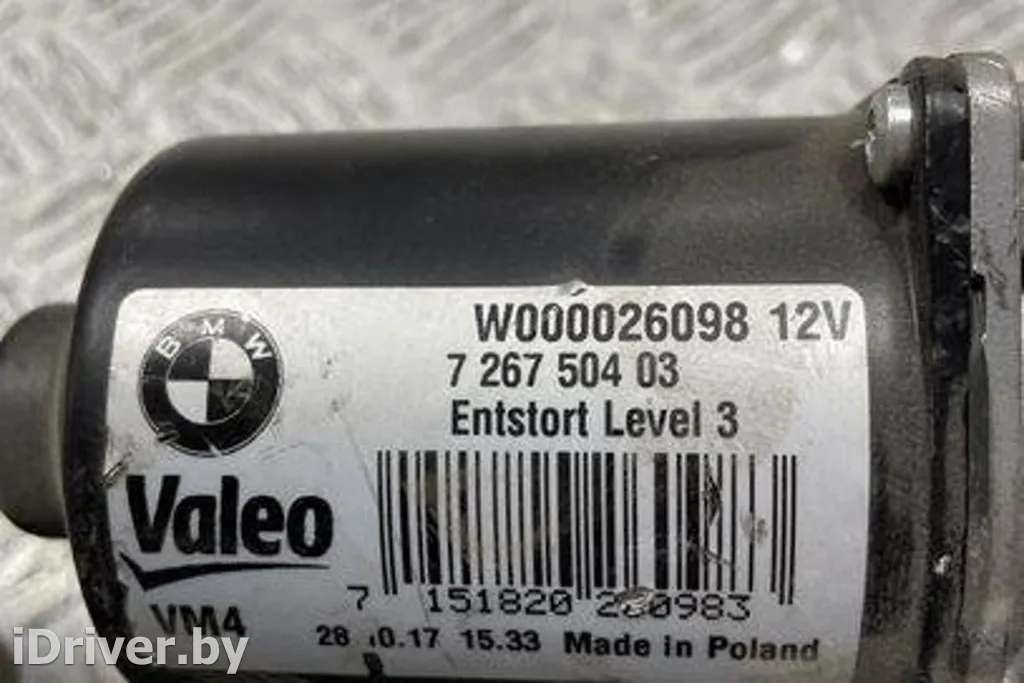 BMW
W000026098 12V
7 267 504 03
Entstort Level 3
Valeo
VM4
7 151820
15.33 Made in Poland
iDriver.by